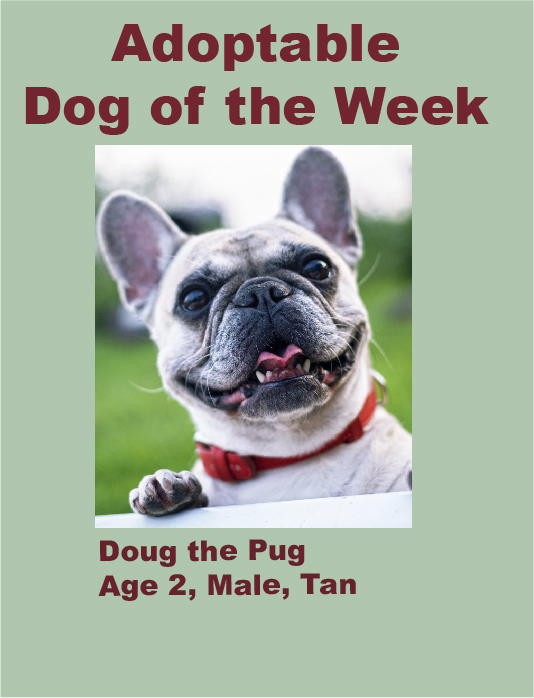 Adoptable
Dog of the Week
Doug the Pug
Age 2, Male, Tan